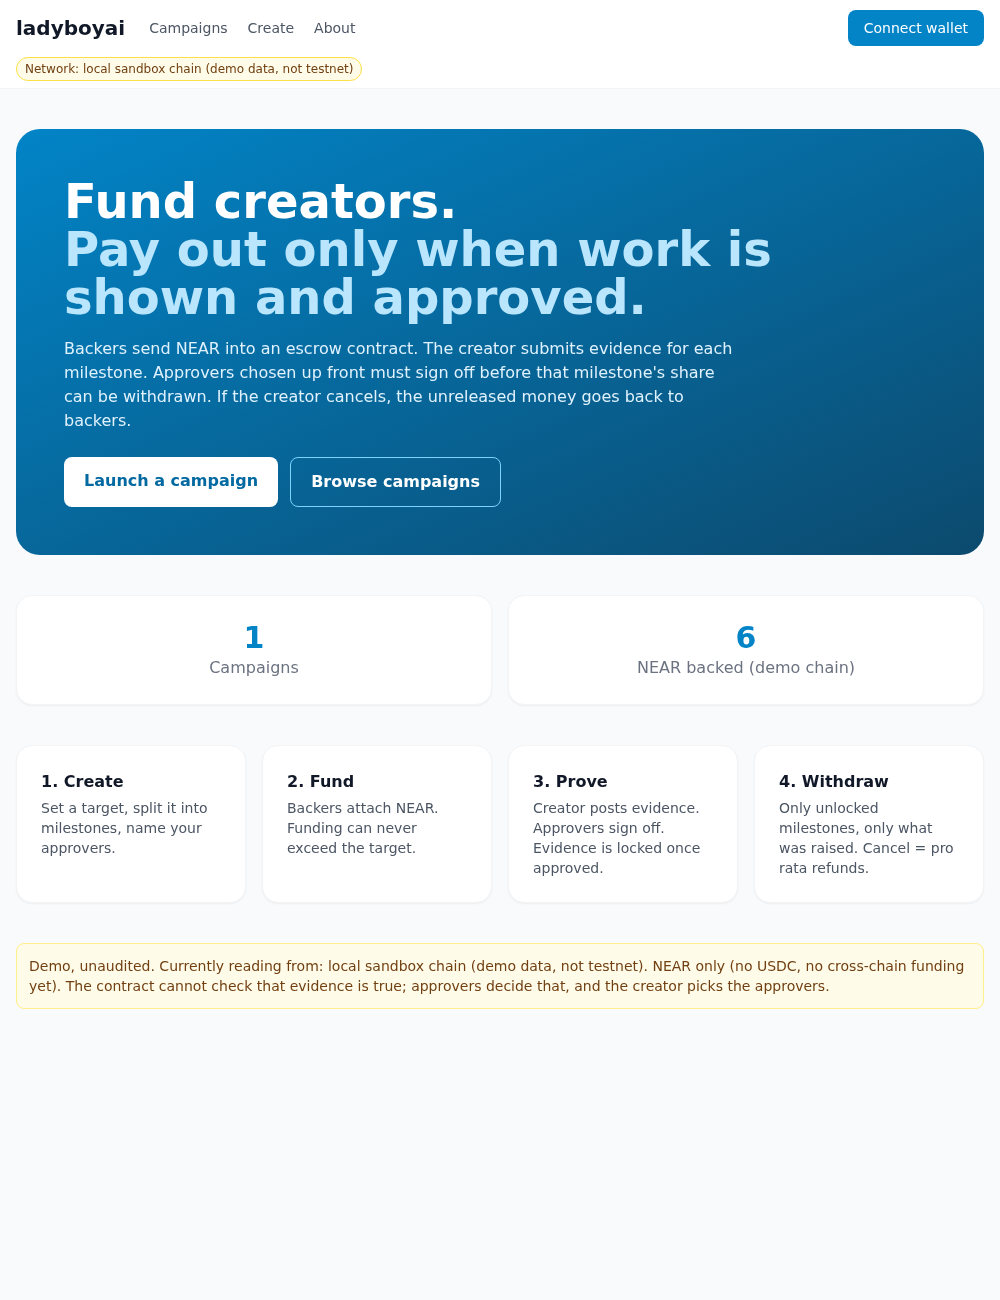 ladyboyai
Campaigns
Create
About
Connect wallet
Network: local sandbox chain (demo data, not testnet)
Fund creators.
Pay out only when work is
shown and approved.
Backers send NEAR into an escrow contract. The creator submits evidence for each
milestone. Approvers chosen up front must sign off before that milestone's share
can be withdrawn. If the creator cancels, the unreleased money goes back to
backers.
Launch a campaign
Browse campaigns
1
Campaigns
6
NEAR backed (demo chain)
1. Create
Set a target, split it into
milestones, name your
approvers.
2. Fund
Backers attach NEAR.
Funding can never
exceed the target.
3. Prove
Creator posts evidence.
Approvers sign off.
Evidence is locked once
approved.
4. Withdraw
Only unlocked
milestones, only what
was raised. Cancel = pro
rata refunds.
Demo, unaudited. Currently reading from: local sandbox chain (demo data, not testnet). NEAR only (no USDC, no cross-chain funding
yet). The contract cannot check that evidence is true; approvers decide that, and the creator picks the approvers.